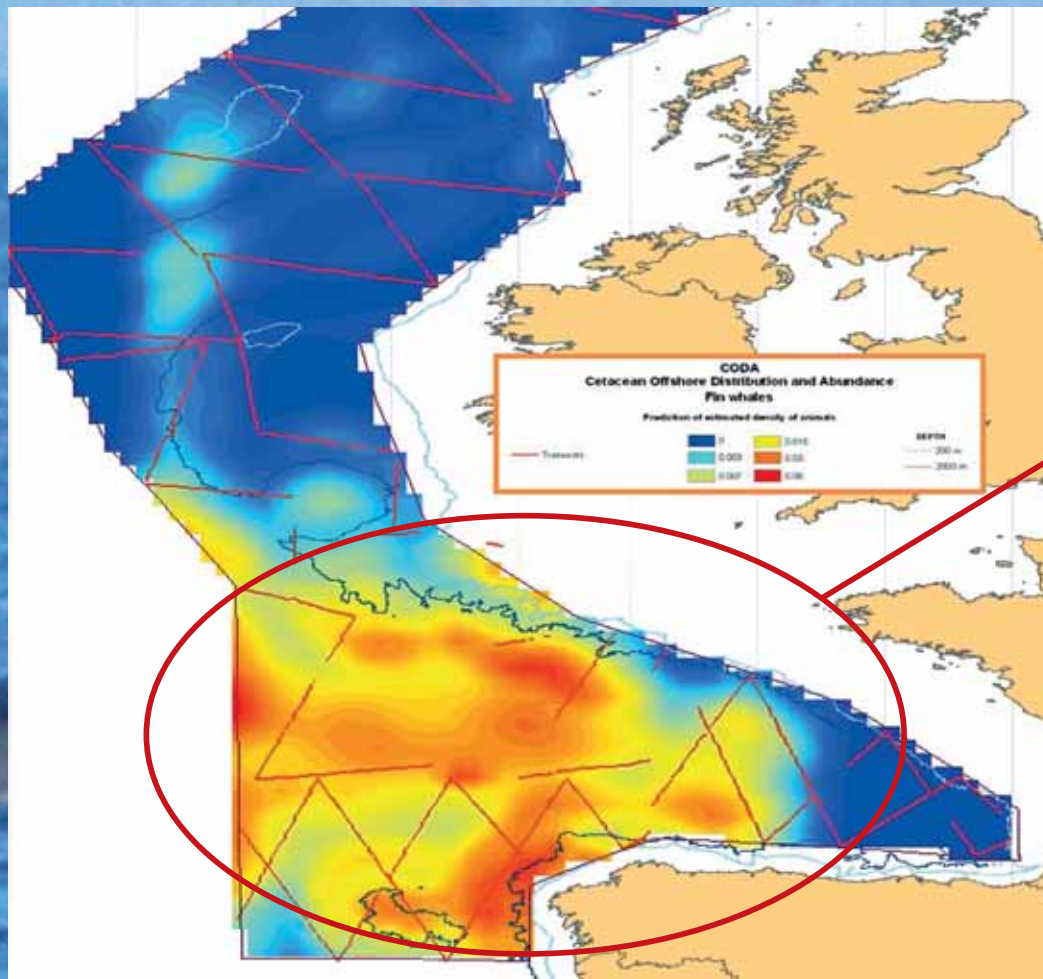 CODA
Cetacean Offshore Distribution and Abundance
Fin whales
Prediction of estimated density of animals
Transects
0
0.003
0.007
0.015
0.03
0.06
DEPTH
200 m
2000 m